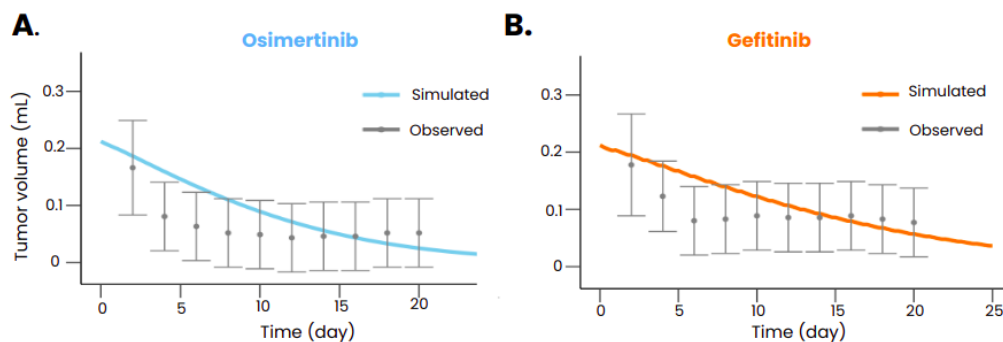 A.
Osimertinib
Tumor volume (mL)
0.3
0.2
0.1
0
Simulated
Observed
0 5 10 15 20
Time (day)
B.
Gefitinib
0.3
0.2
0.1
0
Simulated
Observed
0 5 10 15 20 25
Time (day)